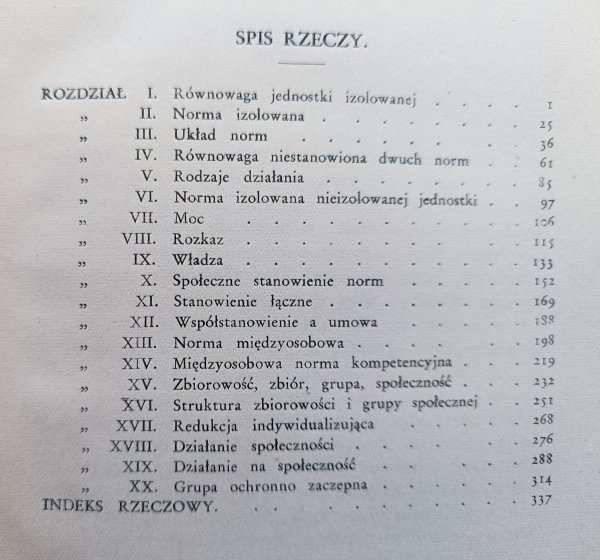 SPIS RZECZY.
ROZDZIAŁ I. Równowaga jednostki izolowanej . . . . 1
„ II. Norma izolowana . . . . . . . 25
„ III. Układ norm . . . . . . . 36
„ IV. Równowaga niestanowiona dwuch norm . . . 61
„ V. Rodzaje działania . . . . . . . 85
„ VI. Norma izolowana nieizolowanej jednostki . . 97
„ VII. Moc . . . . . . . . . 106
„ VIII. Rozkaz . . . . . . . . . 115
„ IX. Władza . . . . . . . . . 133
„ X. Społeczne stanowienie norm . . . . . 152
„ XI. Stanowienie łączne . . . . . . . 169
„ XII. Współstanowienie a umowa . . . . . 188
„ XIII. Norma międzyosobowa . . . . . . 198
„ XIV. Międzyosobowa norma kompetencyjna . . . 219
„ XV. Zbiorowość, zbiór, grupa, społeczność . . . 232
„ XVI. Struktura zbiorowości i grupy społecznej . . 251
„ XVII. Redukcja indywidualizująca . . . . . 268
„ XVIII. Działanie społeczności . . . . . . 276
„ XIX. Działanie na społeczność . . . . . 288
„ XX. Grupa ochronno zaczepna . . . . . 314
INDEKS RZECZOWY. . . . . . . . . . 337